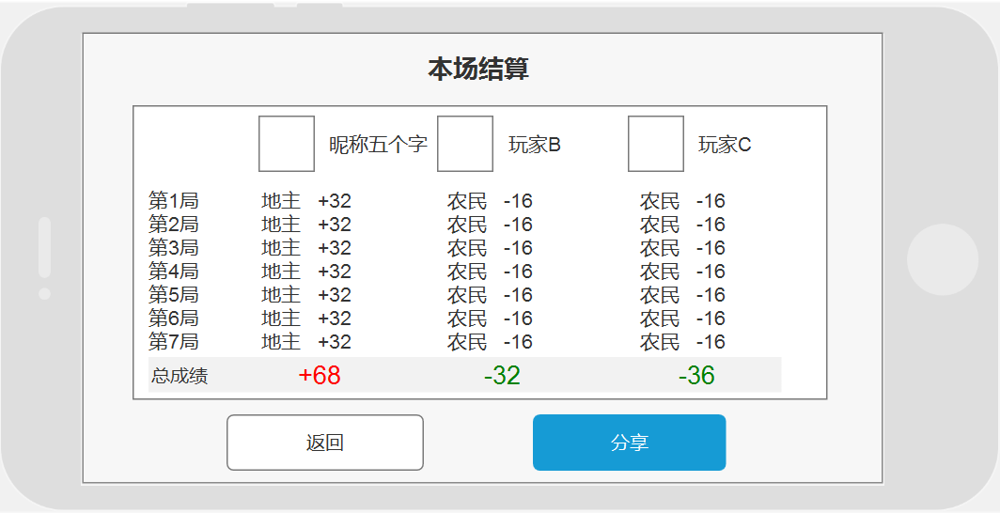 本场结算
昵称五个字 玩家B 玩家C
第1局 地主 +32 农民 -16 农民 -16
第2局 地主 +32 农民 -16 农民 -16
第3局 地主 +32 农民 -16 农民 -16
第4局 地主 +32 农民 -16 农民 -16
第5局 地主 +32 农民 -16 农民 -16
第6局 地主 +32 农民 -16 农民 -16
第7局 地主 +32 农民 -16 农民 -16
总成绩 +68 -32 -36
返回 分享